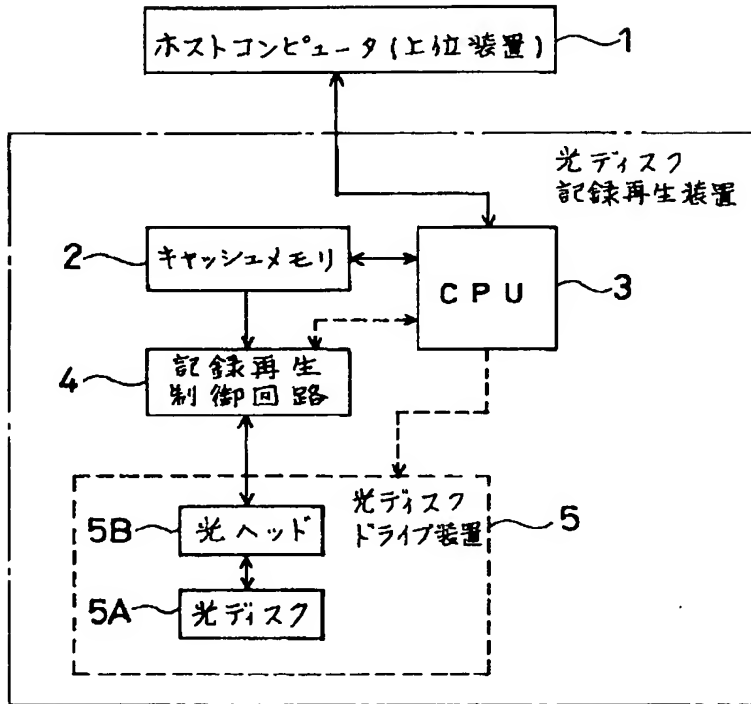 ホストコンピュータ(上位装置)
1
光ディスク
記録再生装置
2
キャッシュメモリ
CPU
3
4
記録再生
制御回路
光ディスク
ドライブ装置
5
5B
光ヘッド
5A
光ディスク